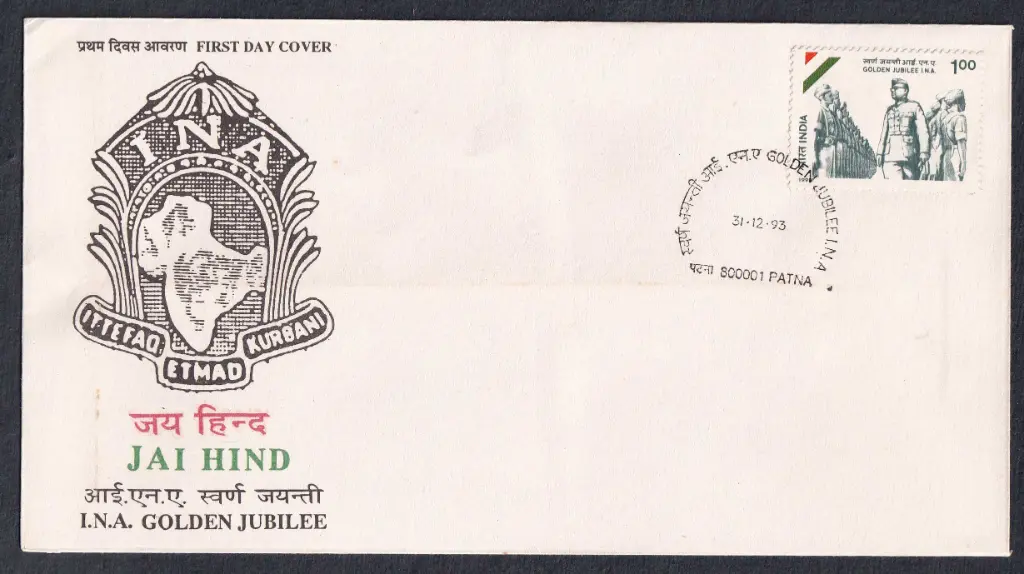 प्रथम दिवस आवरण FIRST DAY COVER
INA
ITTEFAQ
ETMAD
KURBANI
जय हिन्द
JAI HIND
आई.एन.ए. स्वर्ण जयन्ती
I.N.A. GOLDEN JUBILEE
स्वर्ण जयन्ती आई. एन. ए.
GOLDEN JUBILEE I.N.A.
100
भारत INDIA
स्वर्ण जयन्ती आई. एन.ए GOLDEN JUBILEE I.N.A
31·12·93
पटना 800001 PATNA